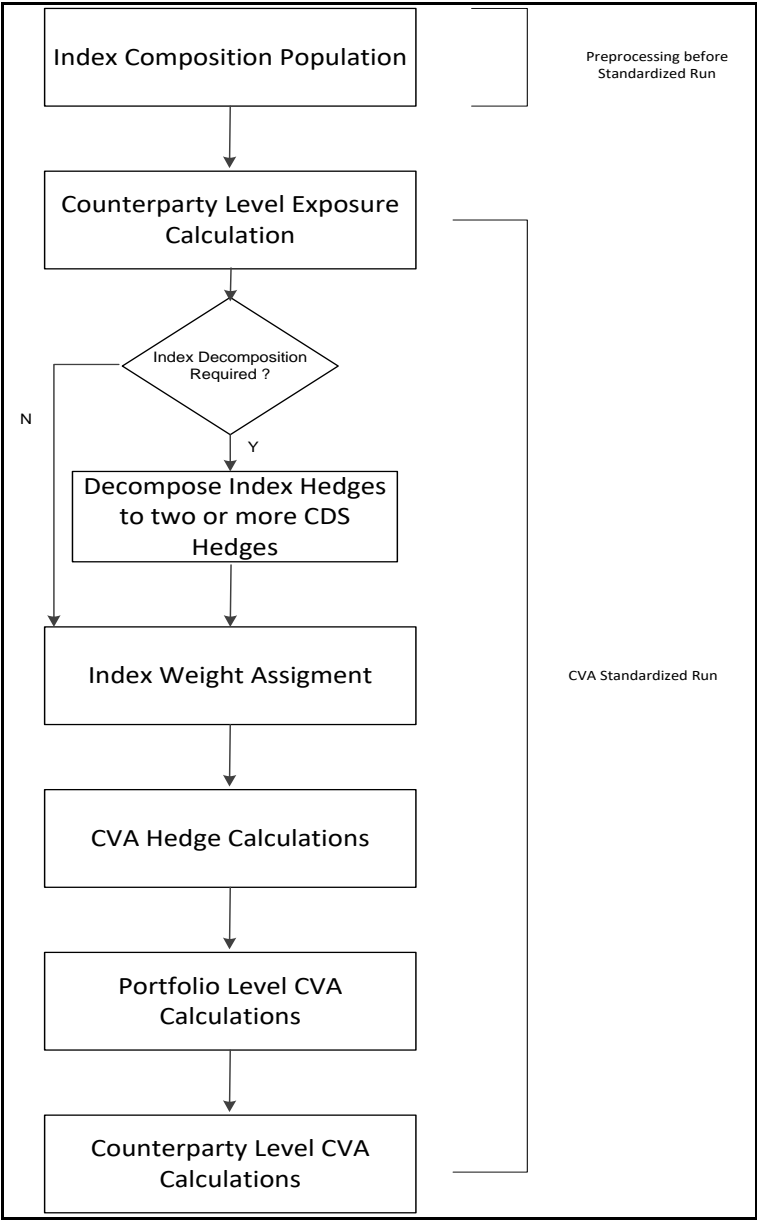 Index Composition Population
Preprocessing before
Standardized Run
Counterparty Level Exposure
Calculation
Index Decomposition
Required ?
N
Y
Decompose Index Hedges
to two or more CDS
Hedges
Index Weight Assigment
CVA Standardized Run
CVA Hedge Calculations
Portfolio Level CVA
Calculations
Counterparty Level CVA
Calculations